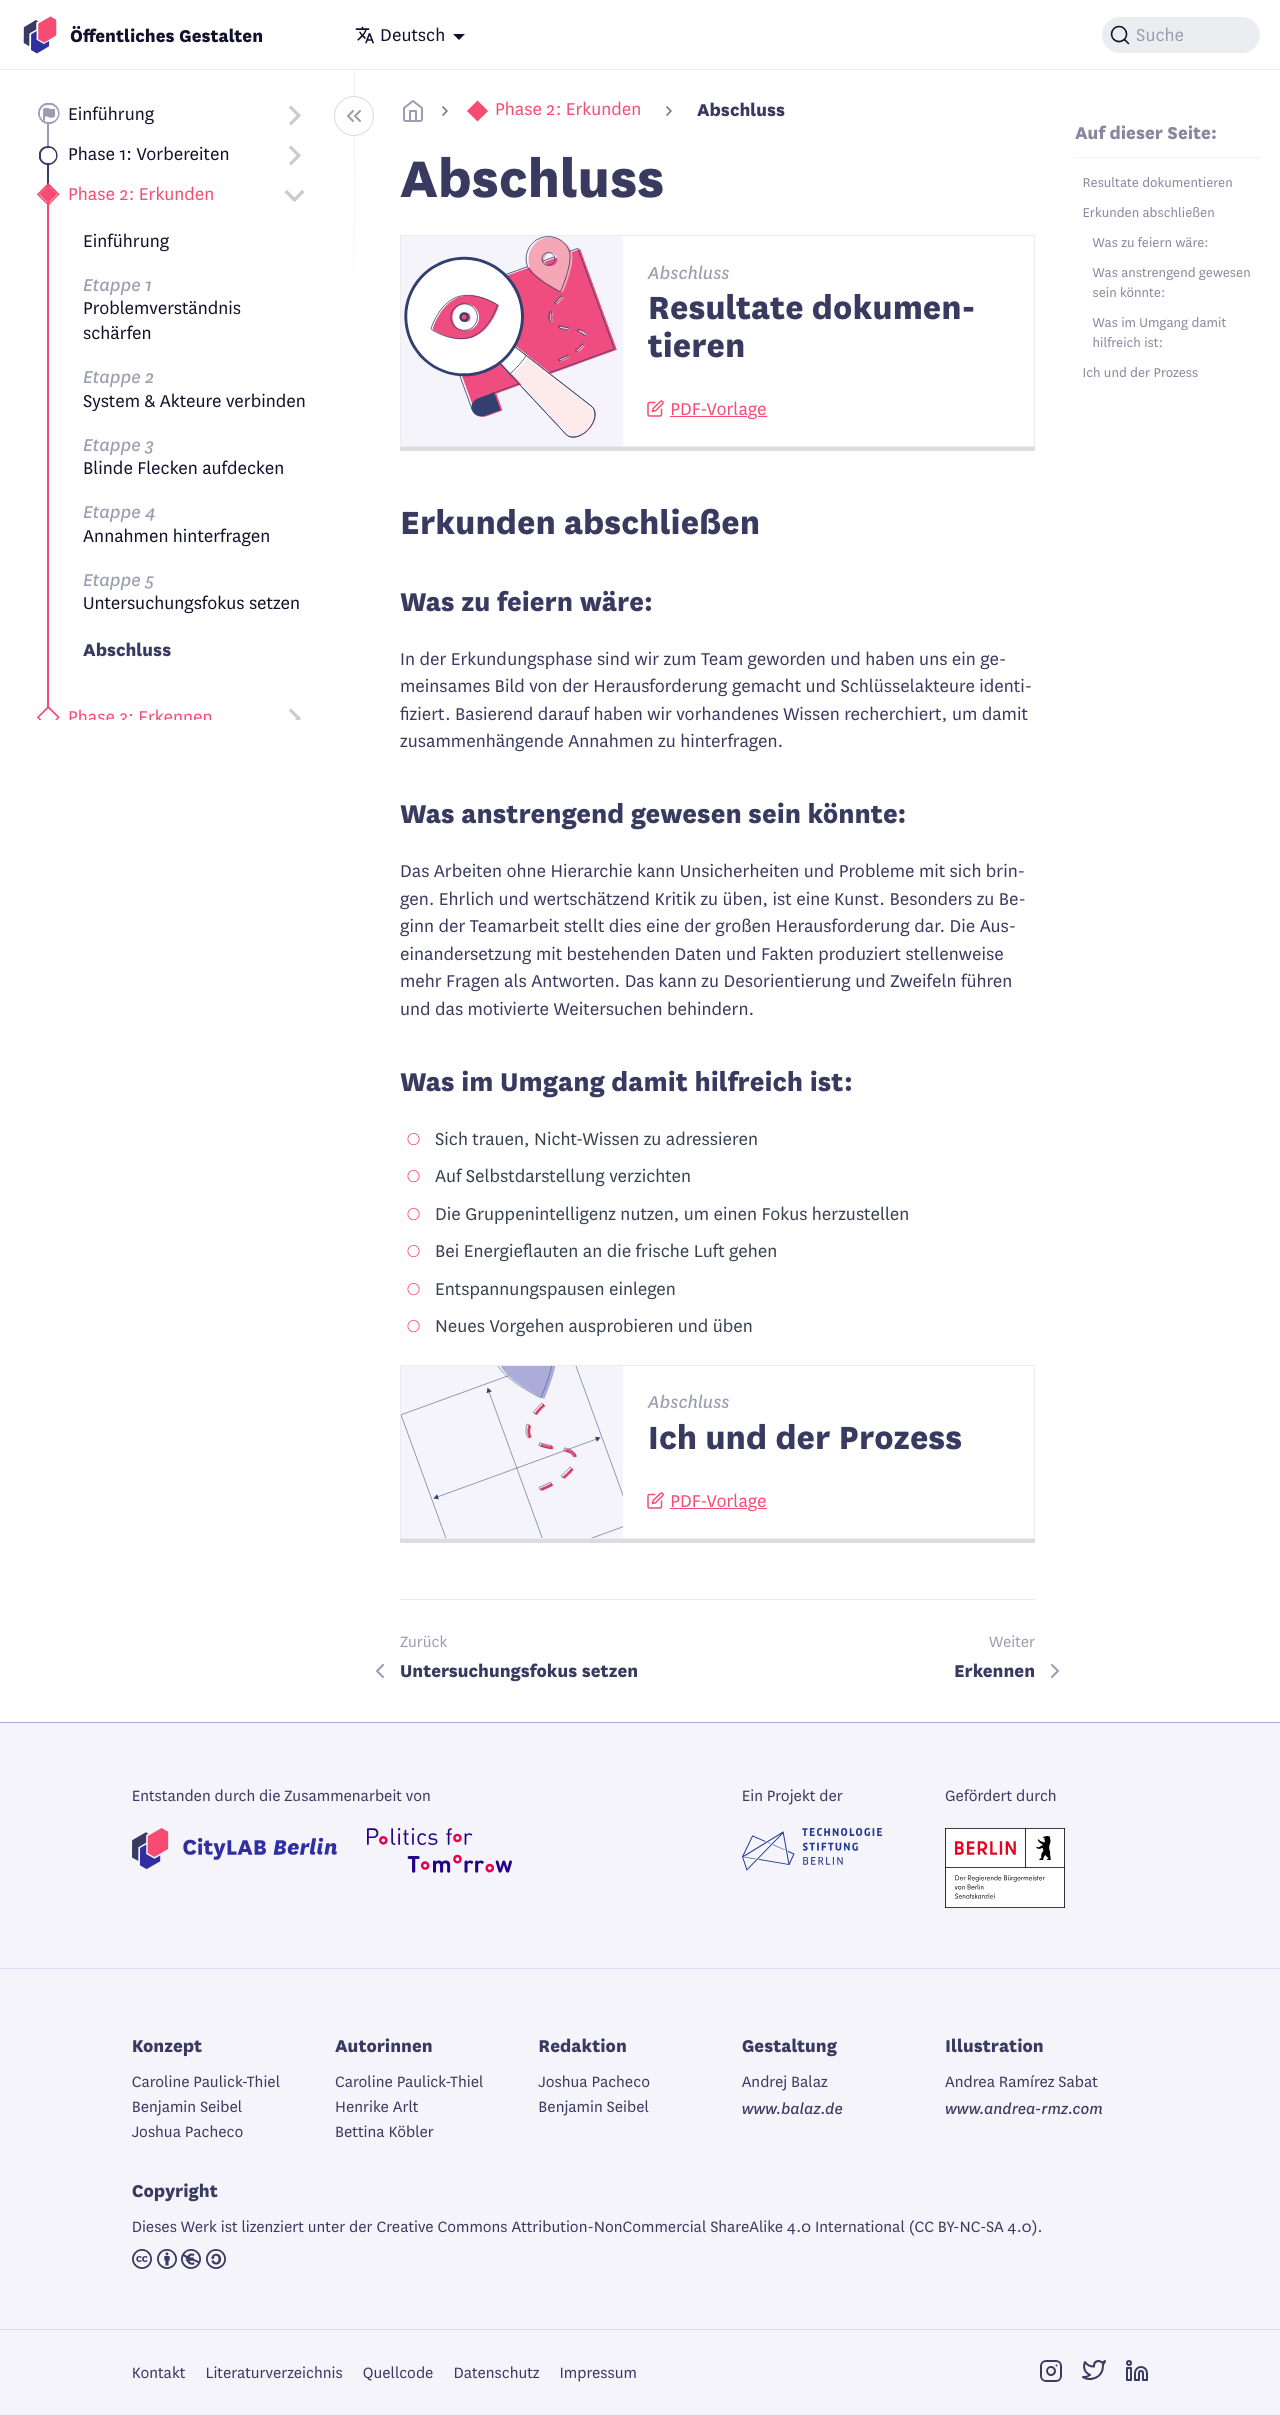 Öffentliches Gestalten
Deutsch
Suche
Einführung
Phase 1: Vorbereiten
Phase 2: Erkunden
Einführung
Etappe 1
Problemverständnis
schärfen
Etappe 2
System & Akteure verbinden
Etappe 3
Blinde Flecken aufdecken
Etappe 4
Annahmen hinterfragen
Etappe 5
Untersuchungsfokus setzen
Abschluss
Phase 3: Erkennen
Phase 2: Erkunden
Abschluss
Abschluss
Abschluss
Resultate dokumen-
tieren
PDF-Vorlage
Erkunden abschließen
Was zu feiern wäre:
In der Erkundungsphase sind wir zum Team geworden und haben uns ein ge-
meinsames Bild von der Herausforderung gemacht und Schlüsselakteure identi-
fiziert. Basierend darauf haben wir vorhandenes Wissen recherchiert, um damit
zusammenhängende Annahmen zu hinterfragen.
Was anstrengend gewesen sein könnte:
Das Arbeiten ohne Hierarchie kann Unsicherheiten und Probleme mit sich brin-
gen. Ehrlich und wertschätzend Kritik zu üben, ist eine Kunst. Besonders zu Be-
ginn der Teamarbeit stellt dies eine der großen Herausforderung dar. Die Aus-
einandersetzung mit bestehenden Daten und Fakten produziert stellenweise
mehr Fragen als Antworten. Das kann zu Desorientierung und Zweifeln führen
und das motivierte Weitersuchen behindern.
Was im Umgang damit hilfreich ist:
Sich trauen, Nicht-Wissen zu adressieren
Auf Selbstdarstellung verzichten
Die Gruppenintelligenz nutzen, um einen Fokus herzustellen
Bei Energieflauten an die frische Luft gehen
Entspannungspausen einlegen
Neues Vorgehen ausprobieren und üben
Abschluss
Ich und der Prozess
PDF-Vorlage
Zurück
Untersuchungsfokus setzen
Weiter
Erkennen
Auf dieser Seite:
Resultate dokumentieren
Erkunden abschließen
Was zu feiern wäre:
Was anstrengend gewesen
sein könnte:
Was im Umgang damit
hilfreich ist:
Ich und der Prozess
Entstanden durch die Zusammenarbeit von
CityLAB Berlin
Politics for
Tomorrow
Ein Projekt der
TECHNOLOGIE
STIFTUNG
BERLIN
Gefördert durch
BERLIN
Der Regierende Bürgermeister
von Berlin
Senatskanzlei
Konzept
Caroline Paulick-Thiel
Benjamin Seibel
Joshua Pacheco
Autorinnen
Caroline Paulick-Thiel
Henrike Arlt
Bettina Köbler
Redaktion
Joshua Pacheco
Benjamin Seibel
Gestaltung
Andrej Balaz
www.balaz.de
Illustration
Andrea Ramírez Sabat
www.andrea-rmz.com
Copyright
Dieses Werk ist lizenziert unter der Creative Commons Attribution-NonCommercial ShareAlike 4.0 International (CC BY-NC-SA 4.0).
Kontakt
Literaturverzeichnis
Quellcode
Datenschutz
Impressum